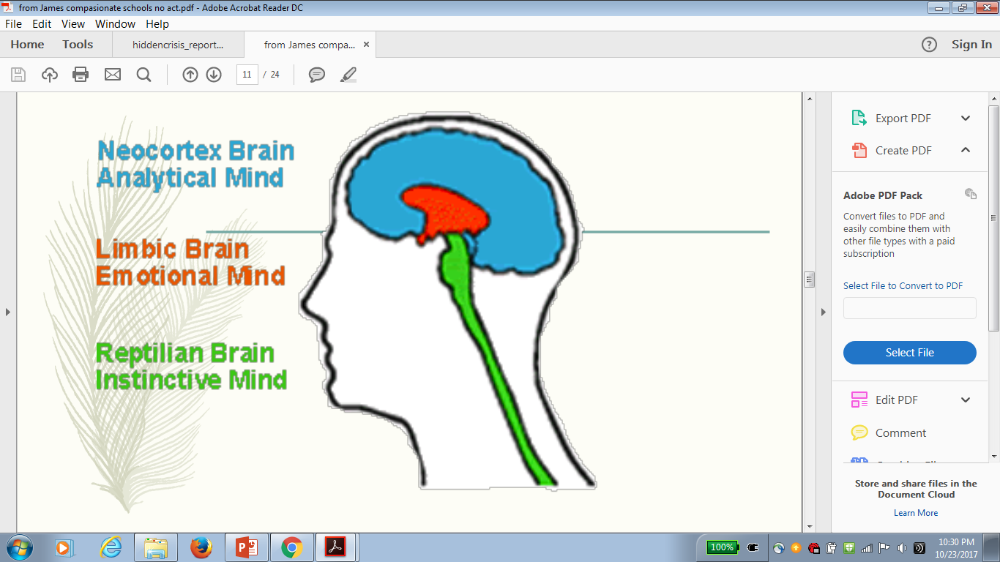 from James compasionate schools no act.pdf - Adobe Acrobat Reader DC
File Edit View Window Help
Home Tools hiddencrisis_report... from James compa... × ? Sign In
11 / 24
Neocortex Brain
Analytical Mind
Limbic Brain
Emotional Mind
Reptilian Brain
Instinctive Mind
Export PDF
Create PDF
Adobe PDF Pack
Convert files to PDF and
easily combine them with
other file types with a paid
subscription
Select File to Convert to PDF
Select File
Edit PDF
Comment
Store and share files in the
Document Cloud
Learn More
100%
10:30 PM
10/23/2017